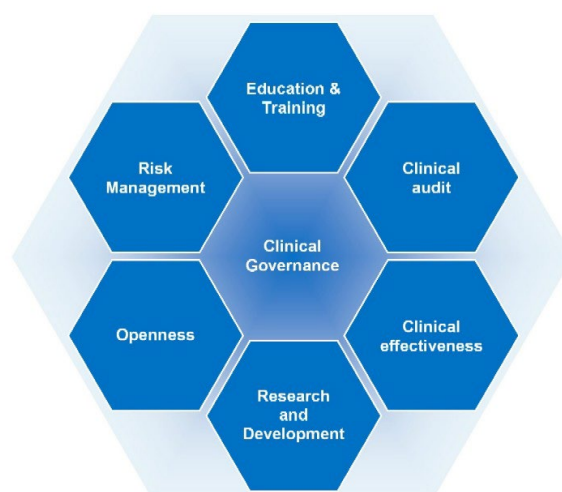 Education &
Training
Risk
Management
Clinical
audit
Clinical
Governance
Openness
Clinical
effectiveness
Research
and
Development